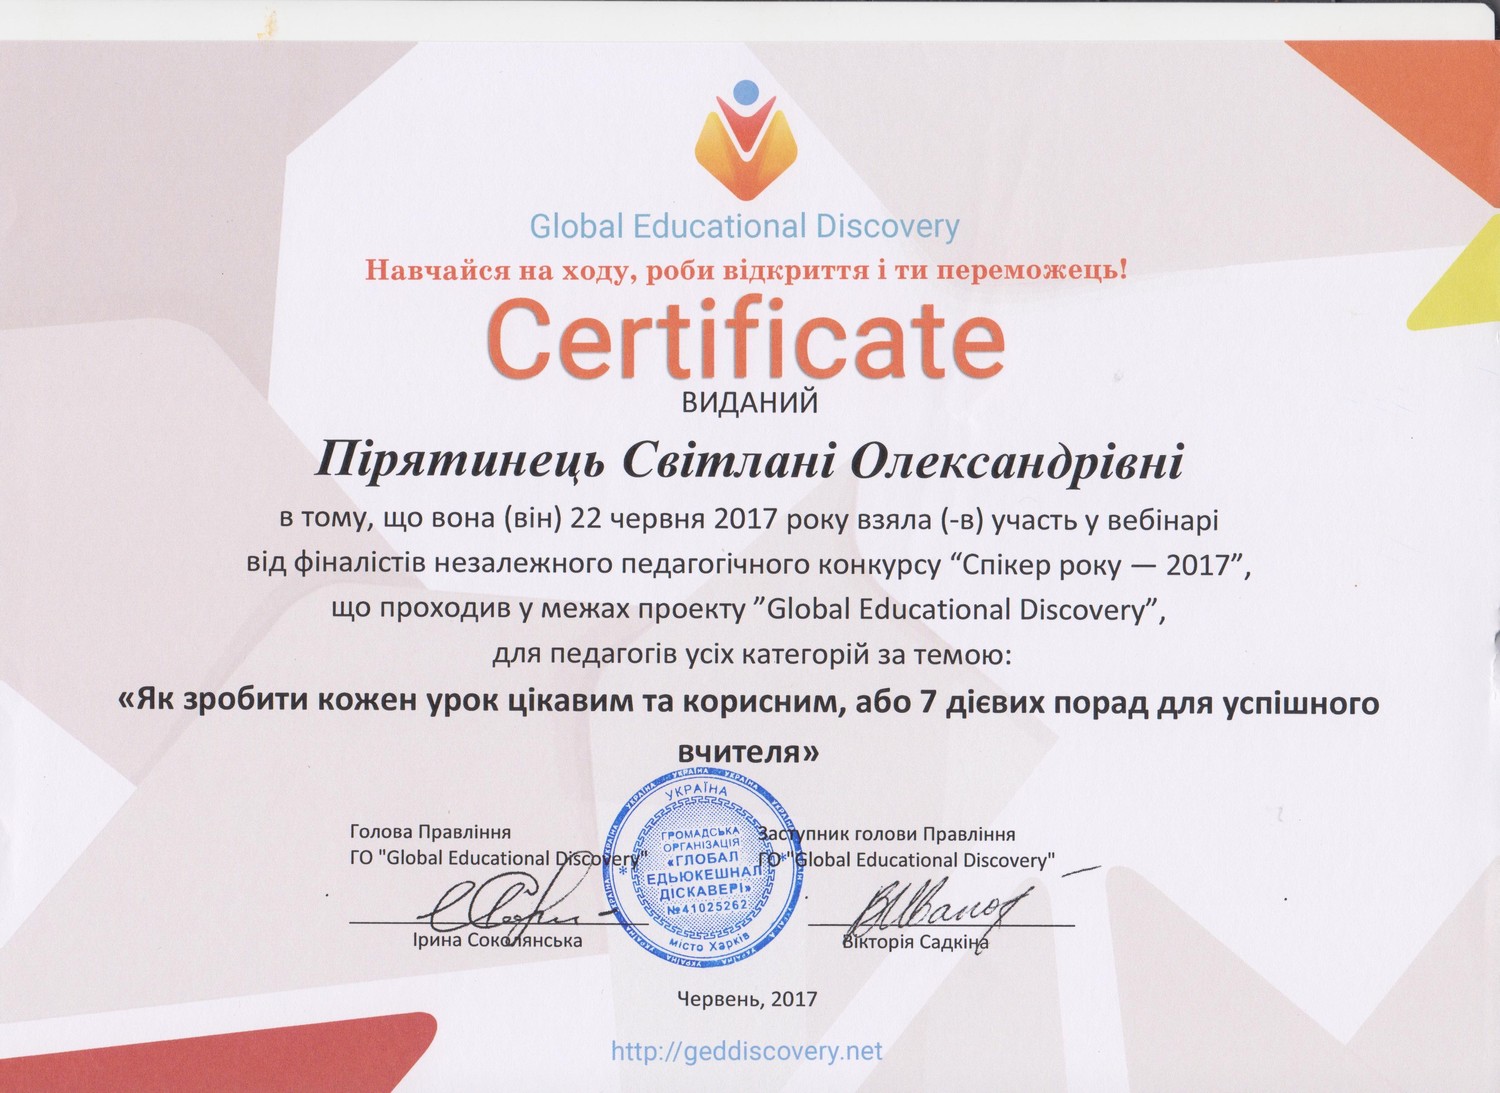 Global Educational Discovery
Навчайся на ходу, роби відкриття і ти переможець!
Certificate
ВИДАНИЙ
Пірятинець Світлані Олександрівні
в тому, що вона (він) 22 червня 2017 року взяла (-в) участь у вебінарі
від фіналістів незалежного педагогічного конкурсу “Спікер року — 2017”,
що проходив у межах проекту ”Global Educational Discovery”,
для педагогів усіх категорій за темою:
«Як зробити кожен урок цікавим та корисним, або 7 дієвих порад для успішного
вчителя»
Голова Правління
ГО "Global Educational Discovery"
Ірина Соколянська
УКРАЇНА
ГРОМАДСЬКА
ОРГАНІЗАЦІЯ
«ГЛОБАЛ
ЕДЬЮКЕШНАЛ
ДІСКАВЕРІ»
№41025262
місто Харків
Заступник голови Правління
ГО "Global Educational Discovery"
Вікторія Садкіна
Червень, 2017
http://geddiscovery.net